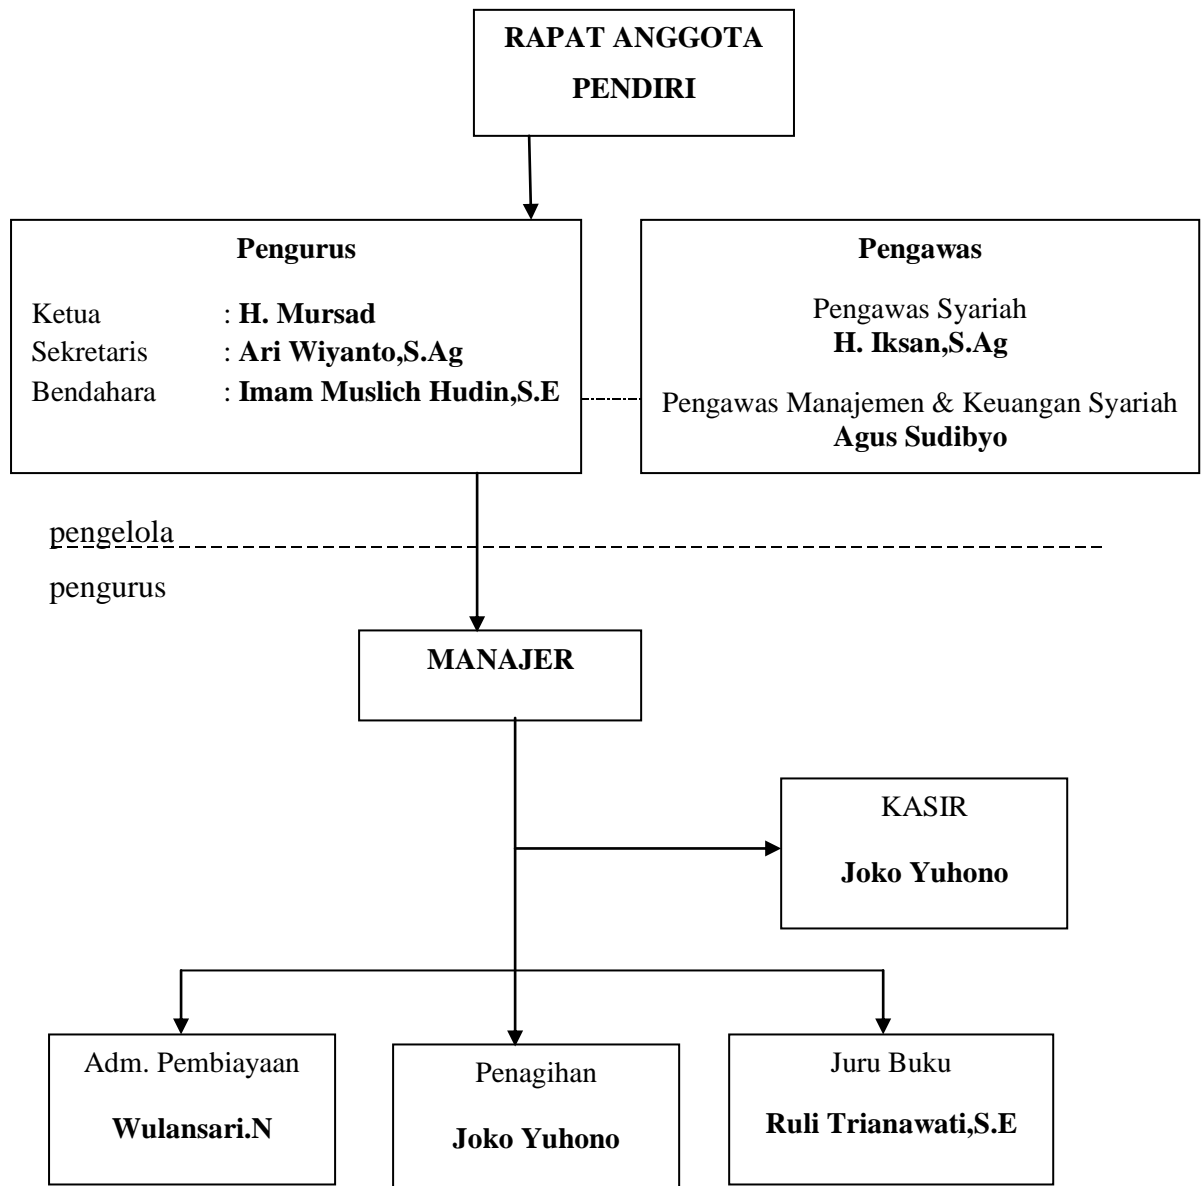 RAPAT ANGGOTA
PENDIRI
Pengurus
Ketua : H. Mursad
Sekretaris : Ari Wiyanto,S.Ag
Bendahara : Imam Muslich Hudin,S.E
Pengawas
Pengawas Syariah
H. Iksan,S.Ag
Pengawas Manajemen & Keuangan Syariah
Agus Sudibyo
pengelola
pengurus
MANAJER
KASIR
Joko Yuhono
Adm. Pembiayaan
Wulansari.N
Penagihan
Joko Yuhono
Juru Buku
Ruli Trianawati,S.E